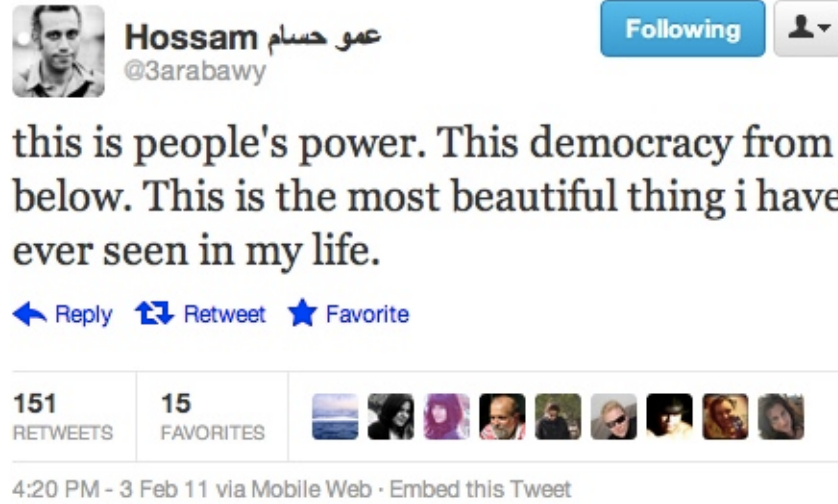 Hossam عمو حسام
Following
@3arabawy
this is people's power. This democracy from
below. This is the most beautiful thing i have
ever seen in my life.
Reply Retweet Favorite
151 15
RETWEETS FAVORITES
4:20 PM - 3 Feb 11 via Mobile Web · Embed this Tweet